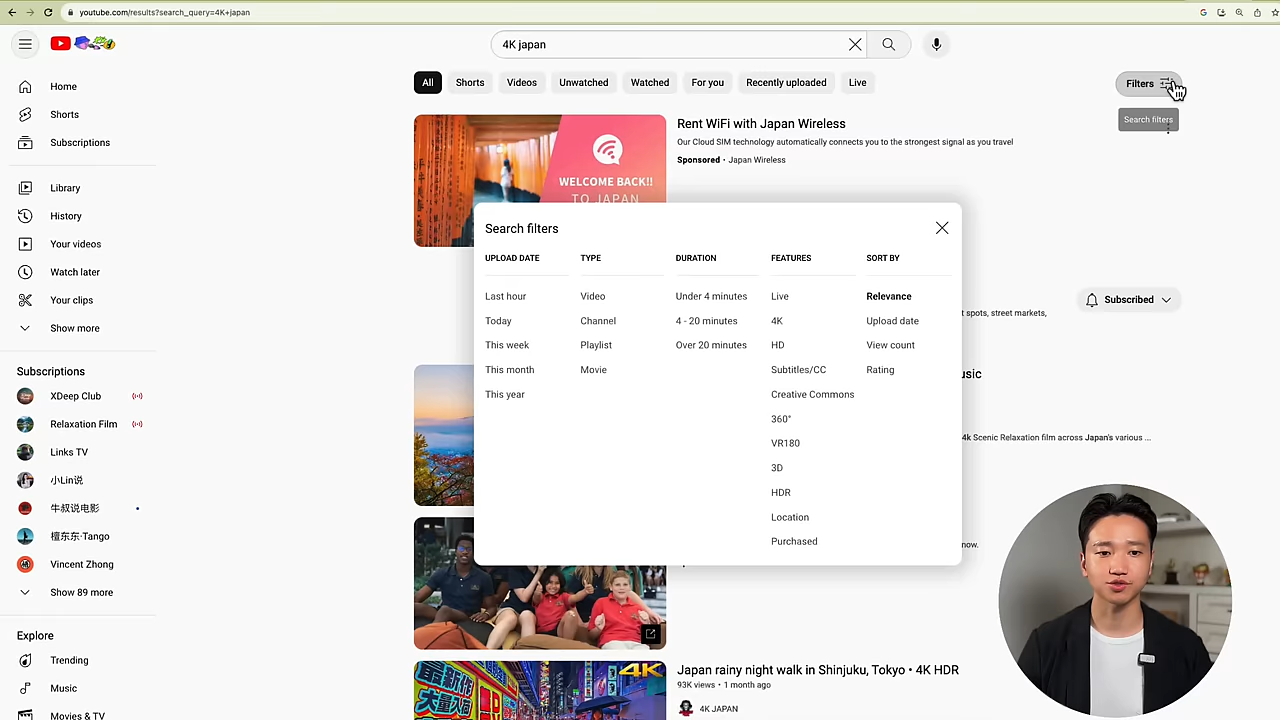 youtube.com/results?search_query=4K+japan
4K japan
All
Shorts
Videos
Unwatched
Watched
For you
Recently uploaded
Live
Filters
Search filters
Home
Shorts
Subscriptions
Library
History
Your videos
Watch later
Your clips
Show more
Subscriptions
XDeep Club
Relaxation Film
Links TV
小Lin说
牛叔说电影
檀东东·Tango
Vincent Zhong
Show 89 more
Explore
Trending
Music
Movies & TV
WELCOME BACK!!
TO JAPAN
Rent WiFi with Japan Wireless
Our Cloud SIM technology automatically connects you to the strongest signal as you travel
Sponsored · Japan Wireless
Search filters
UPLOAD DATE
Last hour
Today
This week
This month
This year
TYPE
Video
Channel
Playlist
Movie
DURATION
Under 4 minutes
4 - 20 minutes
Over 20 minutes
FEATURES
Live
4K
HD
Subtitles/CC
Creative Commons
360°
VR180
3D
HDR
Location
Purchased
SORT BY
Relevance
Upload date
View count
Rating
Subscribed
t spots, street markets,
usic
4k Scenic Relaxation film across Japan's various ...
now.
4K
Japan rainy night walk in Shinjuku, Tokyo • 4K HDR
93K views • 1 month ago
4K JAPAN